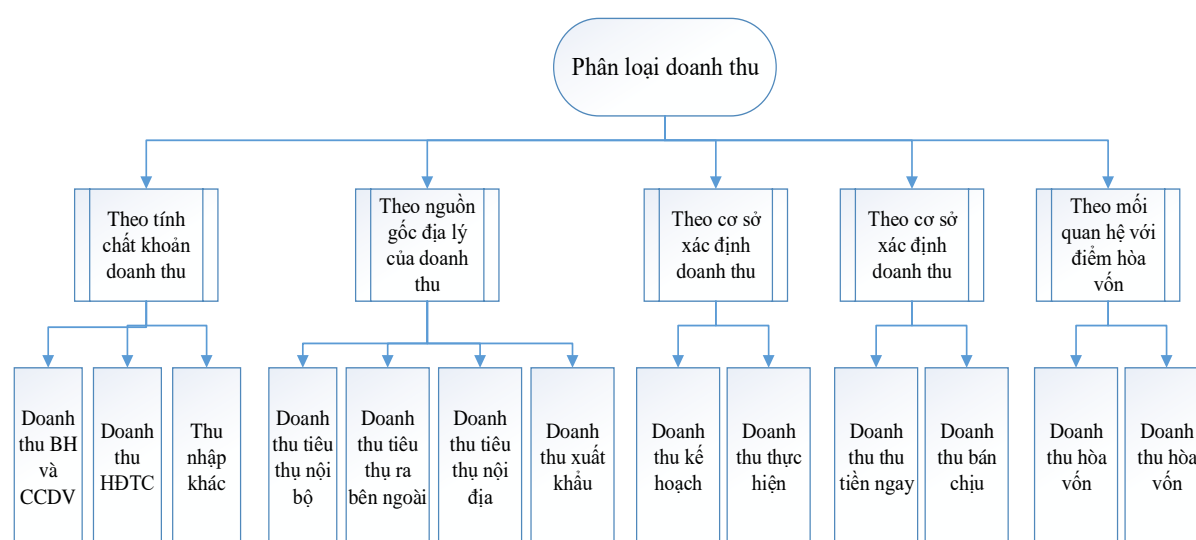 Phân loại doanh thu
Theo tính
chất khoản
doanh thu
Theo nguồn
gốc địa lý
của doanh
thu
Theo cơ sở
xác định
doanh thu
Theo cơ sở
xác định
doanh thu
Theo mối
quan hệ với
điểm hòa
vốn
Doanh
thu BH
và
CCDV
Doanh
thu
HĐTC
Thu
nhập
khác
Doanh
thu tiêu
thụ nội
bộ
Doanh
thu tiêu
thụ ra
bên ngoài
Doanh
thu tiêu
thụ nội
địa
Doanh
thu xuất
khẩu
Doanh
thu kế
hoạch
Doanh
thu thực
hiện
Doanh
thu thu
tiền ngay
Doanh
thu bán
chịu
Doanh
thu hòa
vốn
Doanh
thu hòa
vốn